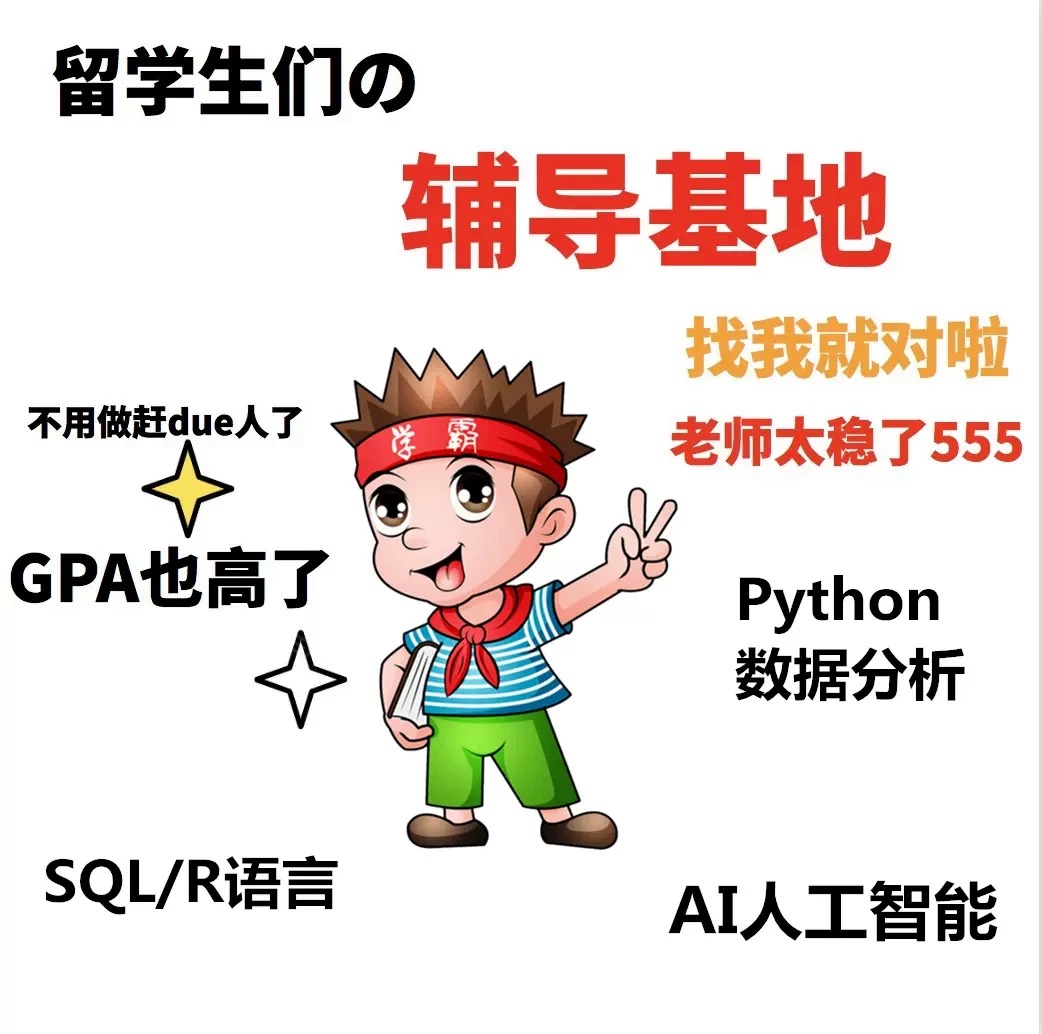 留学生们の
辅导基地
找我就对啦
不用做赶due人了
老师太稳了555
学霸
GPA也高了
Python
数据分析
SQL/R语言
AI人工智能